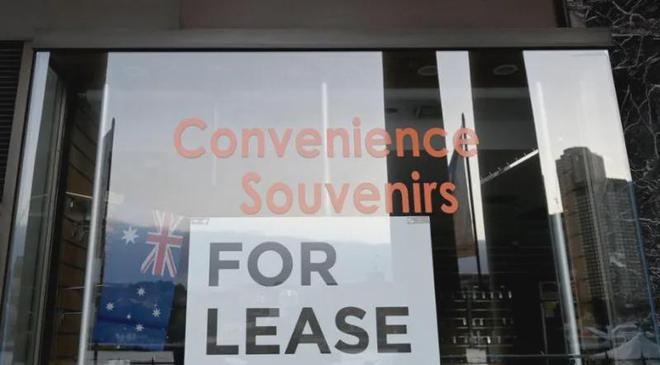 Convenience
Souvenirs
FOR
LEASE